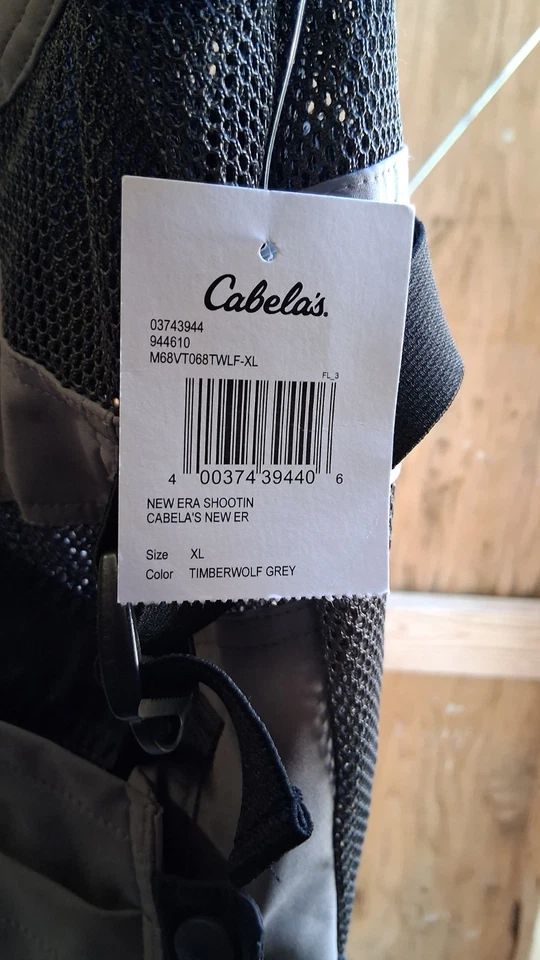 Cabela's.
03743944
944610
M68VT068TWLF-XL
FL_3
4 00374 39440 6
NEW ERA SHOOTIN
CABELA'S NEW ER
Size XL
Color TIMBERWOLF GREY